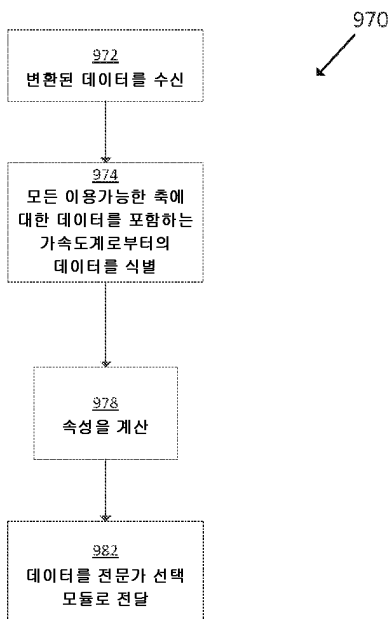 970
972
변환된 데이터를 수신
974
모든 이용가능한 축에
대한 데이터를 포함하는
가속도계로부터의
데이터를 식별
978
속성을 계산
982
데이터를 전문가 선택
모듈로 전달